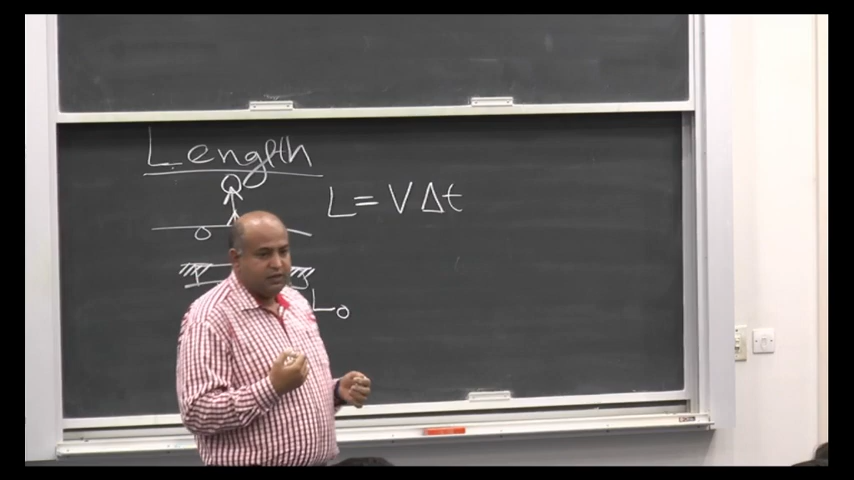 Length
L = V Δt
L₀